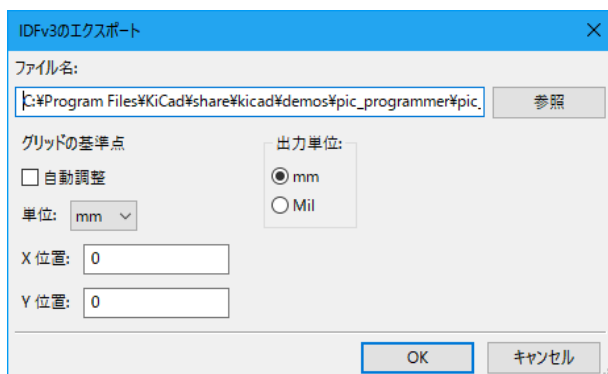 IDFv3のエクスポート
ファイル名:
C:¥Program Files¥KiCad¥share¥kicad¥demos¥pic_programmer¥pic_
参照
グリッドの基準点
出力単位:
自動調整
mm
単位: mm
Mil
X 位置: 0
Y 位置: 0
OK
キャンセル